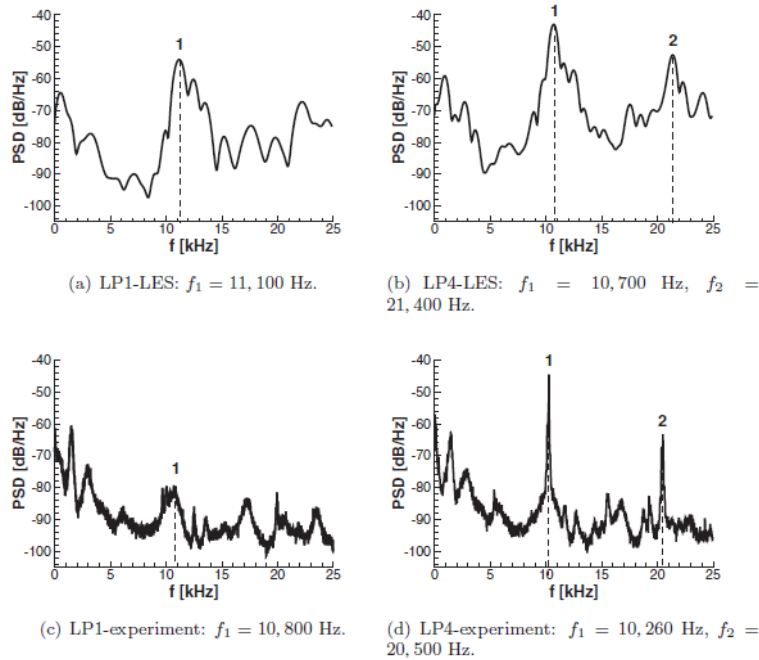 -40
-50
-60
-70
-80
-90
-100
PSD [dB/Hz]
1
0 5 10 15 20 25
f [kHz]
(a) LP1-LES: f1 = 11, 100 Hz.
-40
-50
-60
-70
-80
-90
-100
PSD [dB/Hz]
1
2
0 5 10 15 20 25
f [kHz]
(b) LP4-LES: f1 = 10, 700 Hz, f2 =
21, 400 Hz.
-40
-50
-60
-70
-80
-90
-100
PSD [dB/Hz]
1
0 5 10 15 20 25
f [kHz]
(c) LP1-experiment: f1 = 10, 800 Hz.
-40
-50
-60
-70
-80
-90
-100
PSD [dB/Hz]
1
2
0 5 10 15 20 25
f [kHz]
(d) LP4-experiment: f1 = 10, 260 Hz, f2 =
20, 500 Hz.